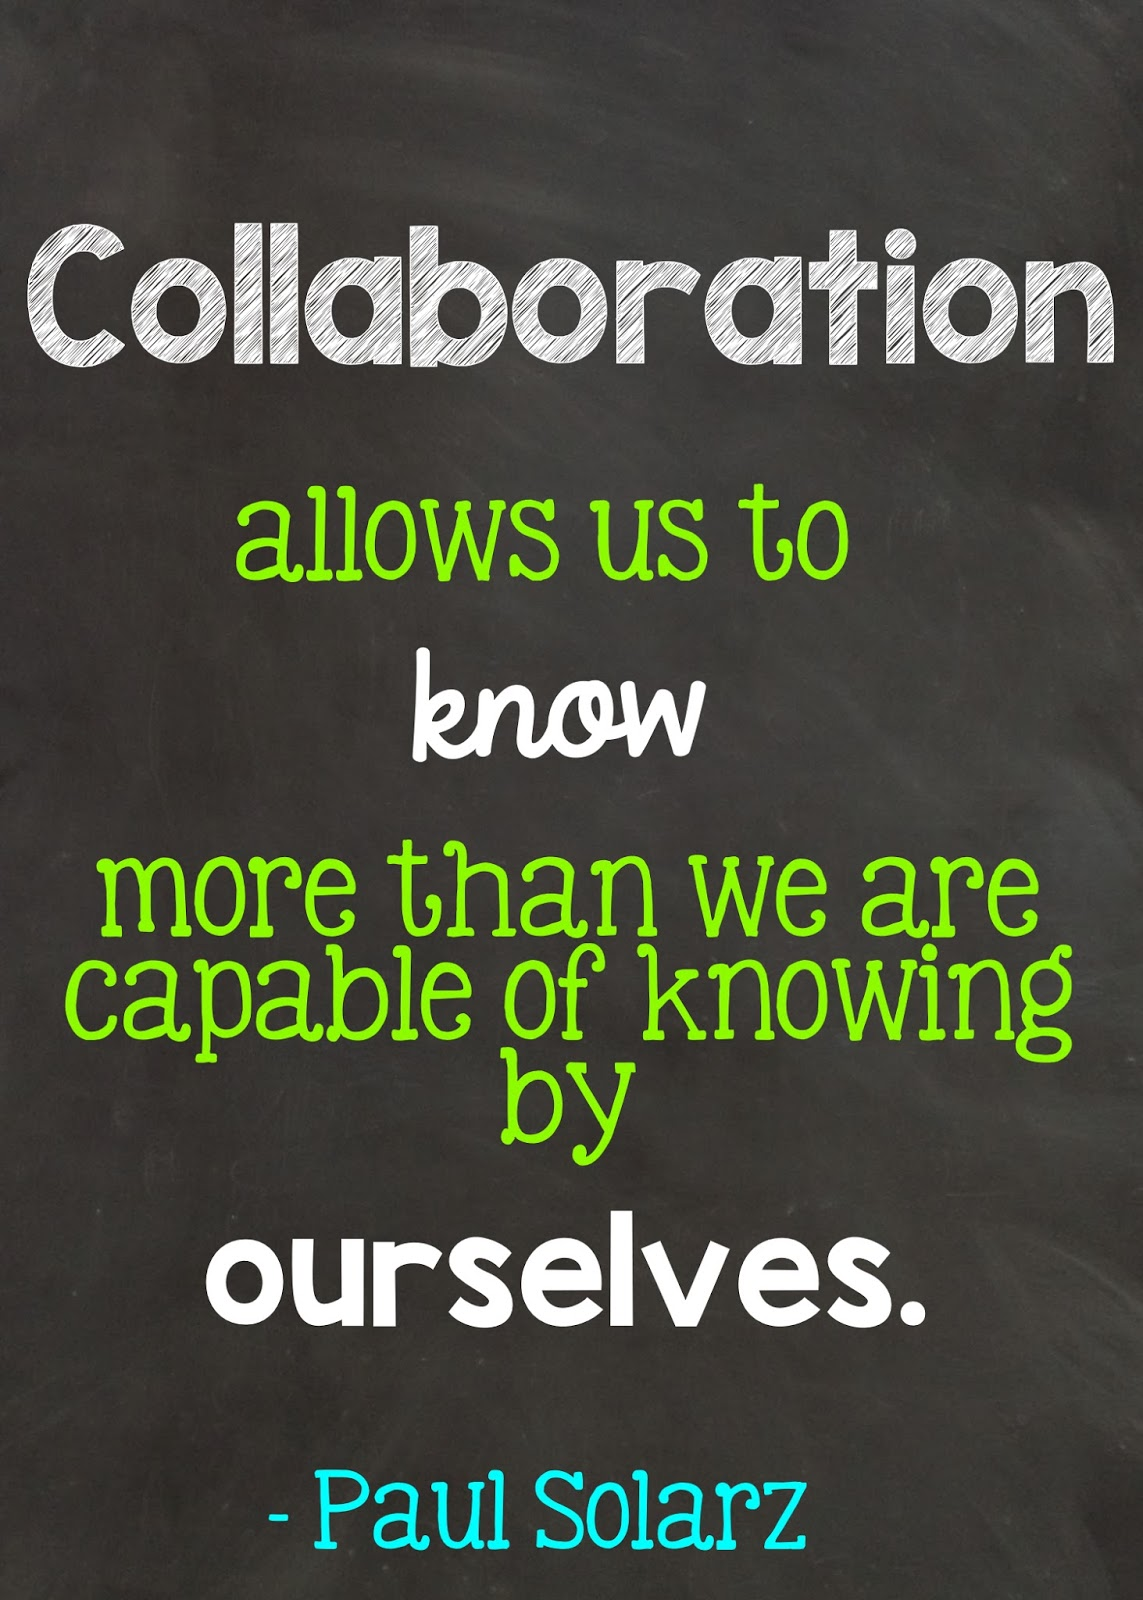 Collaboration
allows us to
know
more than we are
capable of knowing
by
ourselves.
- Paul Solarz